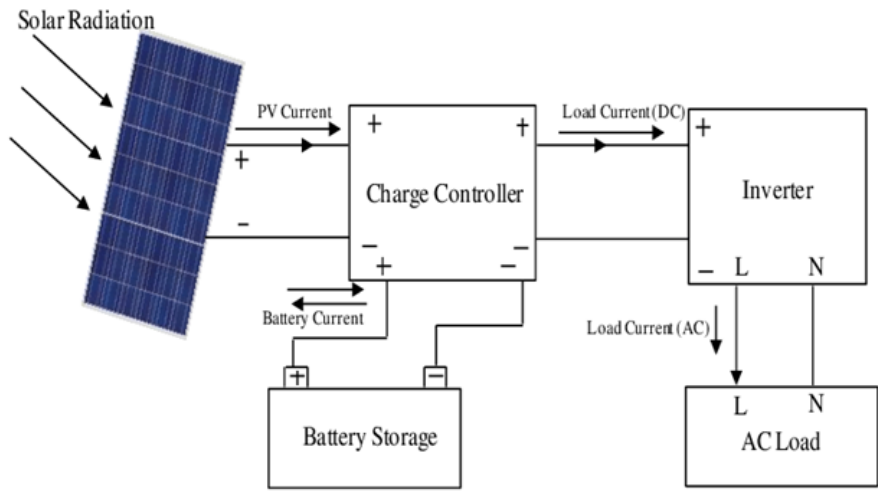 Solar Radiation
PV Current
Load Current (DC)
+ + + +
Charge Controller
Inverter
- - - - L N
+ -
Battery Current
Load Current (AC)
+ -
L N
Battery Storage
AC Load